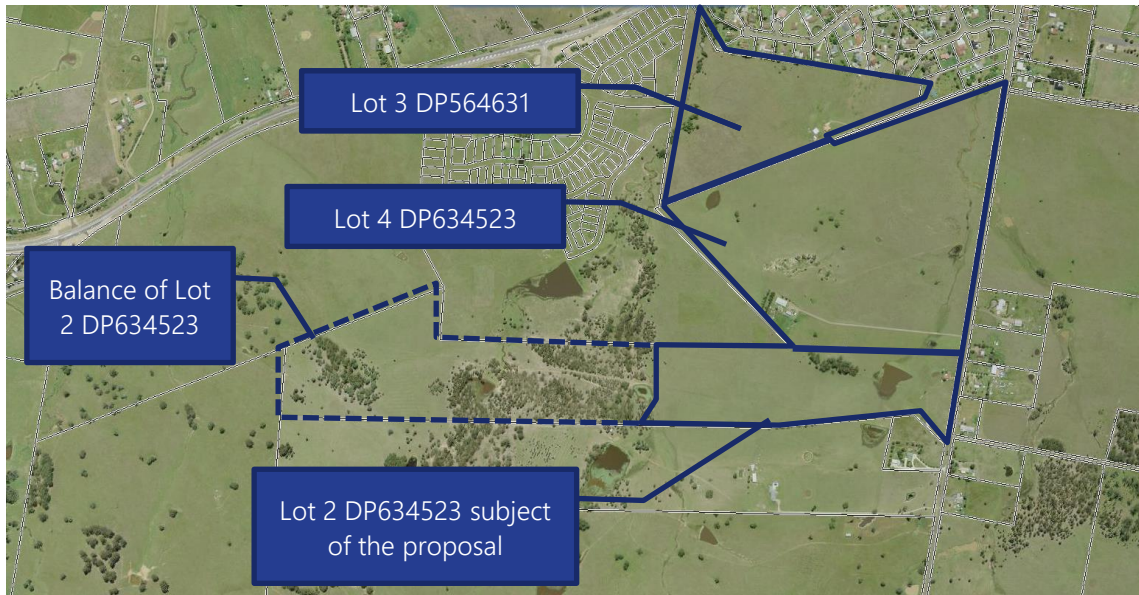 Lot 3 DP564631
Lot 4 DP634523
Balance of Lot
2 DP634523
Lot 2 DP634523 subject
of the proposal